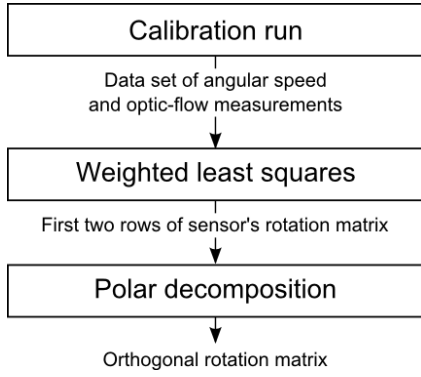 Calibration run
Data set of angular speed
and optic-flow measurements
Weighted least squares
First two rows of sensor's rotation matrix
Polar decomposition
Orthogonal rotation matrix